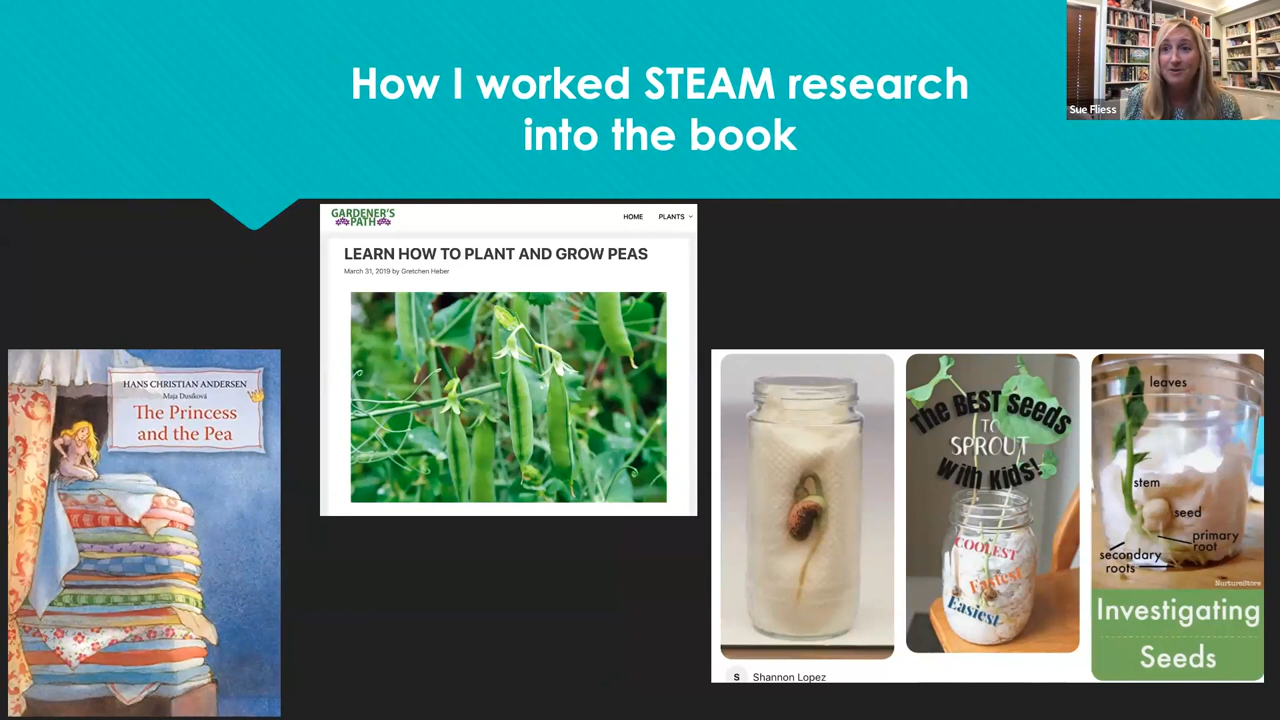 How I worked STEAM research
into the book
Sue Fliess
GARDENER'S
PATH
HOME PLANTS
LEARN HOW TO PLANT AND GROW PEAS
March 31, 2019 by Gretchen Heber
HANS CHRISTIAN ANDERSEN
Maja Dusíková
The Princess
and the Pea
The BEST Seeds
TO
SPROUT
With Kids!
COOLEST
Easiest
Easiest
leaves
stem
seed
primary
root
secondary
roots
NurtureStore
Investigating
Seeds
S Shannon Lopez